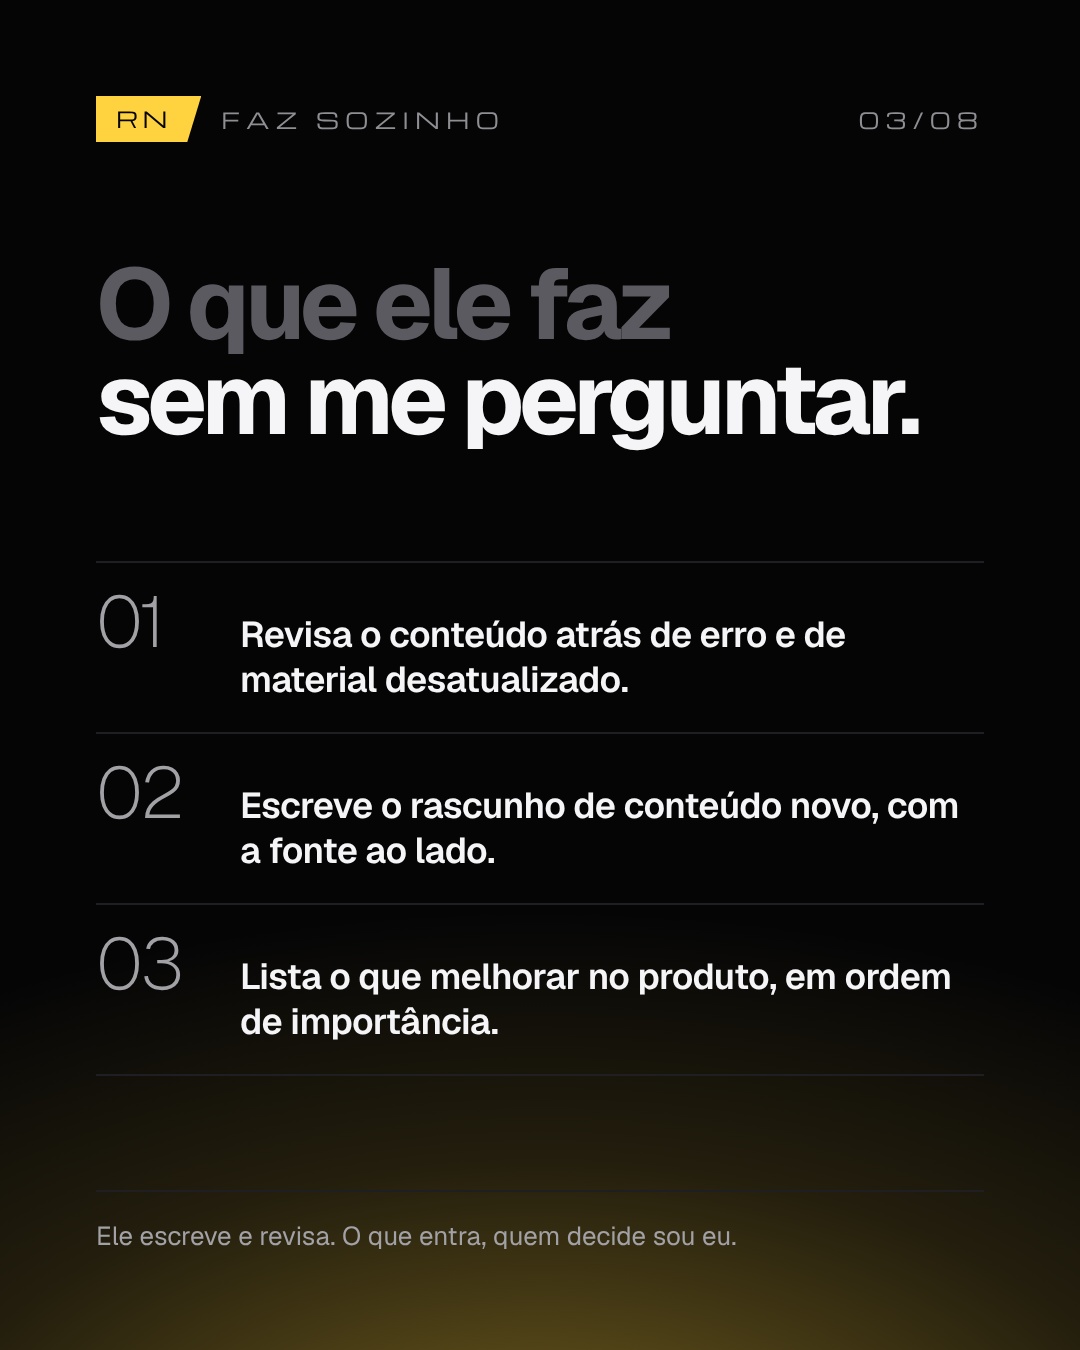 RN FAZ SOZINHO 03/08
O que ele faz
sem me perguntar.
01
Revisa o conteúdo atrás de erro e de
material desatualizado.
02
Escreve o rascunho de conteúdo novo, com
a fonte ao lado.
03
Lista o que melhorar no produto, em ordem
de importância.
Ele escreve e revisa. O que entra, quem decide sou eu.